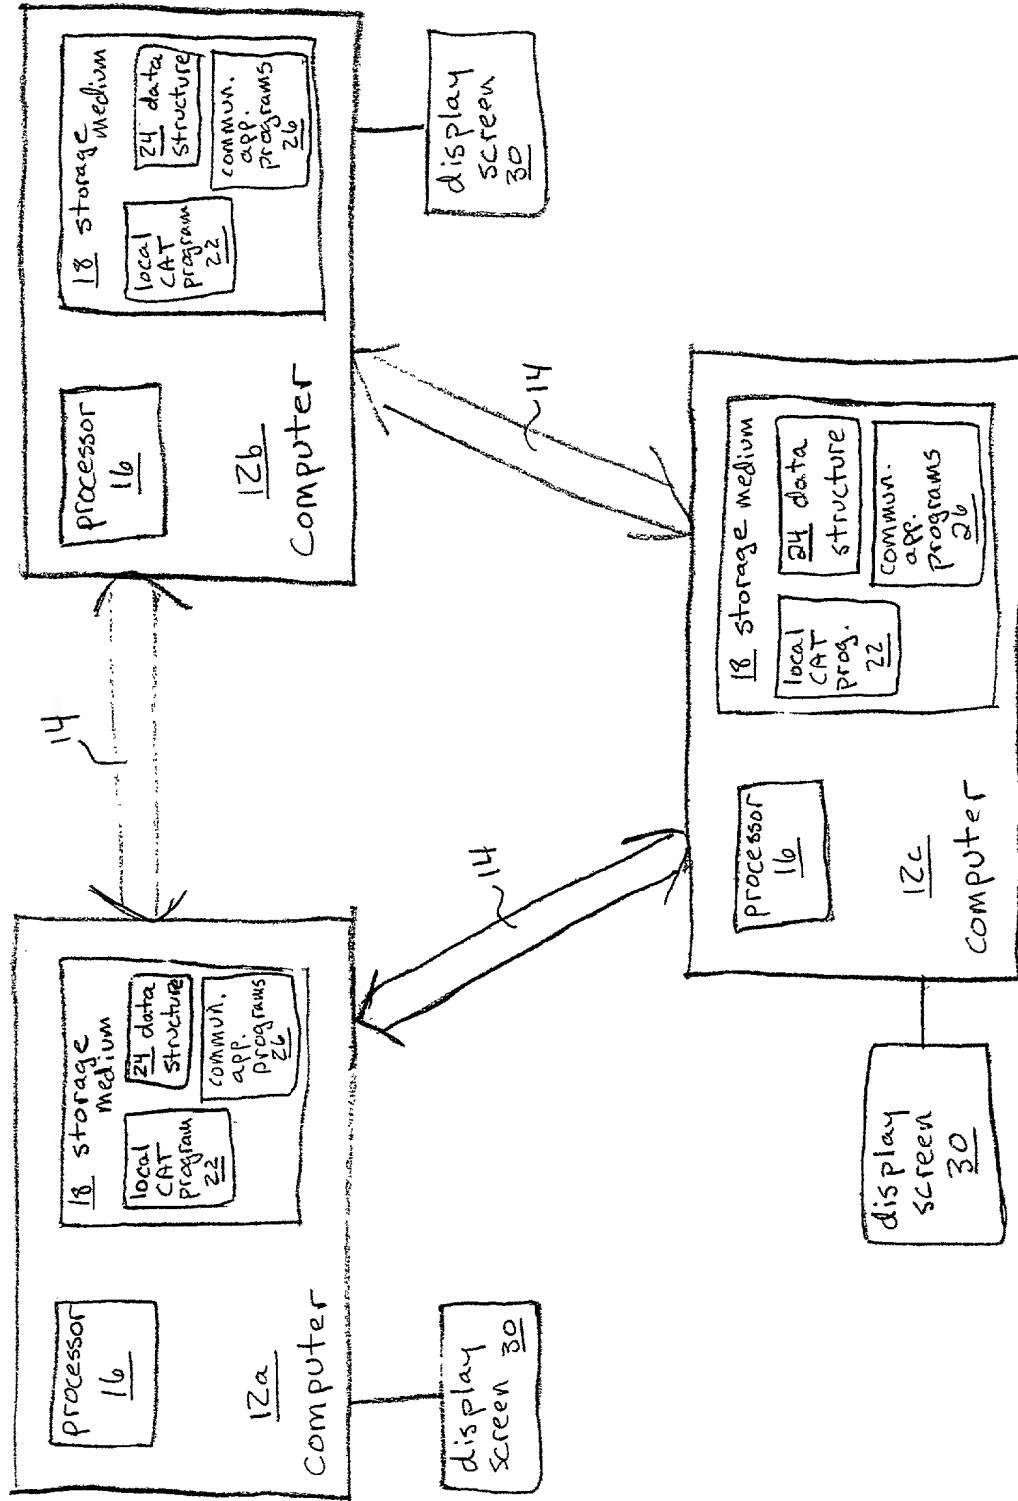 processor
16
12a
computer
18 storage
medium
local
CAT
program
22
24 data
structure
commun.
app.
programs
26
display
screen 30
14
processor
16
12b
computer
18 storage
medium
local
CAT
program
22
24 data
structure
commun.
app.
programs
26
display
screen
30
14
14
processor
16
12c
computer
18 storage medium
local
CAT
prog.
22
24 data
structure
commun.
app.
programs
26
display
screen
30